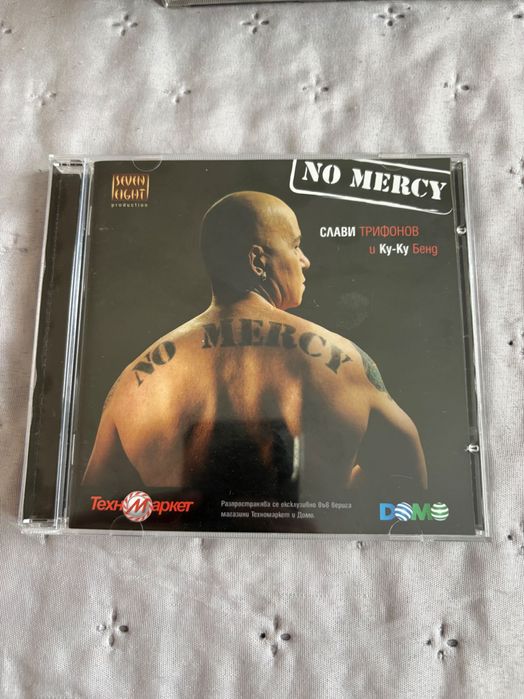 SEVEN
EIGHT
production
NO MERCY
СЛАВИ ТРИФОНОВ
и Ку-Ку Бенд
NO MERCY
ТехноМаркет
Разпространява се ексклузивно във верига
магазини Техномаркет и Домо.
DOMO